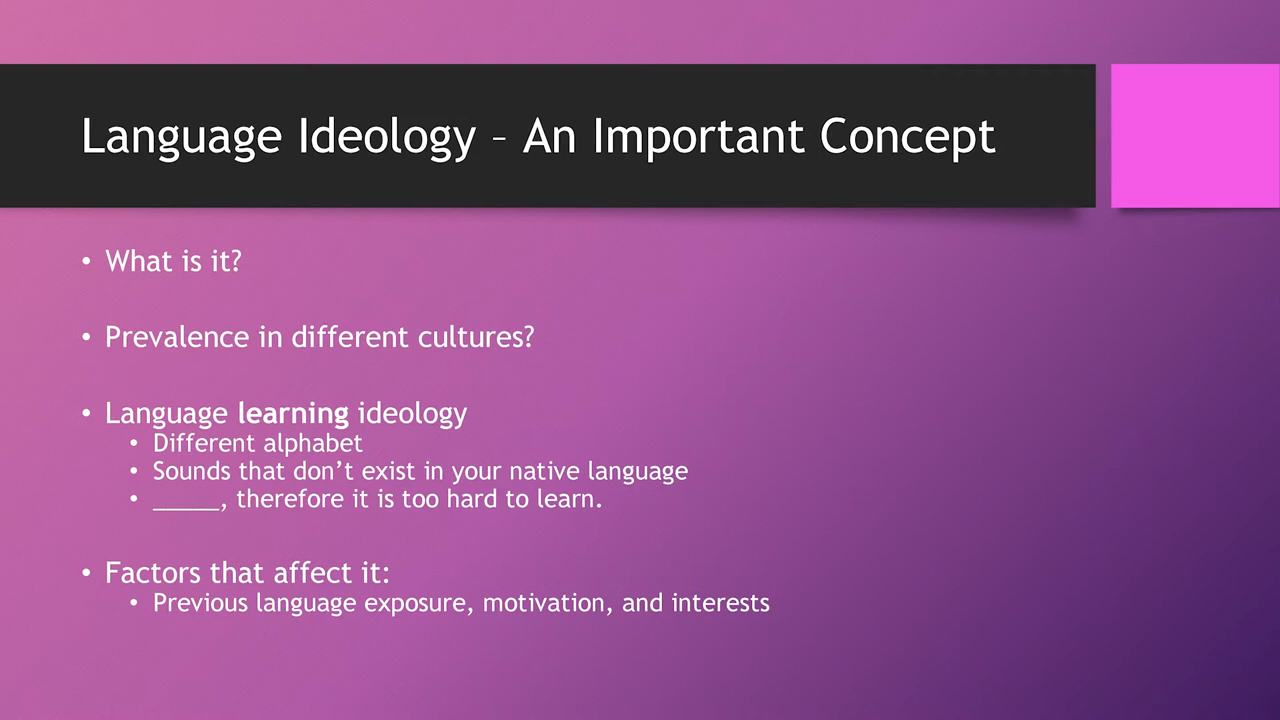 Language Ideology – An Important Concept
• What is it?
• Prevalence in different cultures?
• Language learning ideology
• Different alphabet
• Sounds that don’t exist in your native language
• _____, therefore it is too hard to learn.
• Factors that affect it:
• Previous language exposure, motivation, and interests